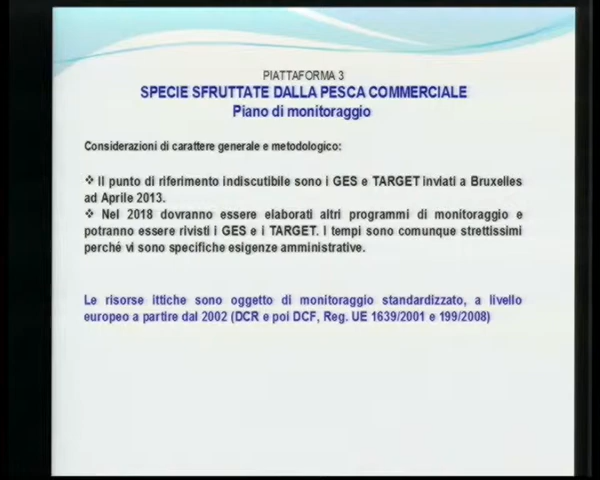 PIATTAFORMA 3
SPECIE SFRUTTATE DALLA PESCA COMMERCIALE
Piano di monitoraggio
Considerazioni di carattere generale e metodologico:
❖ Il punto di riferimento indiscutibile sono i GES e TARGET inviati a Bruxelles
ad Aprile 2013.
❖ Nel 2018 dovranno essere elaborati altri programmi di monitoraggio e
potranno essere rivisti i GES e i TARGET. I tempi sono comunque strettissimi
perché vi sono specifiche esigenze amministrative.
Le risorse ittiche sono oggetto di monitoraggio standardizzato, a livello
europeo a partire dal 2002 (DCR e poi DCF, Reg. UE 1639/2001 e 199/2008)